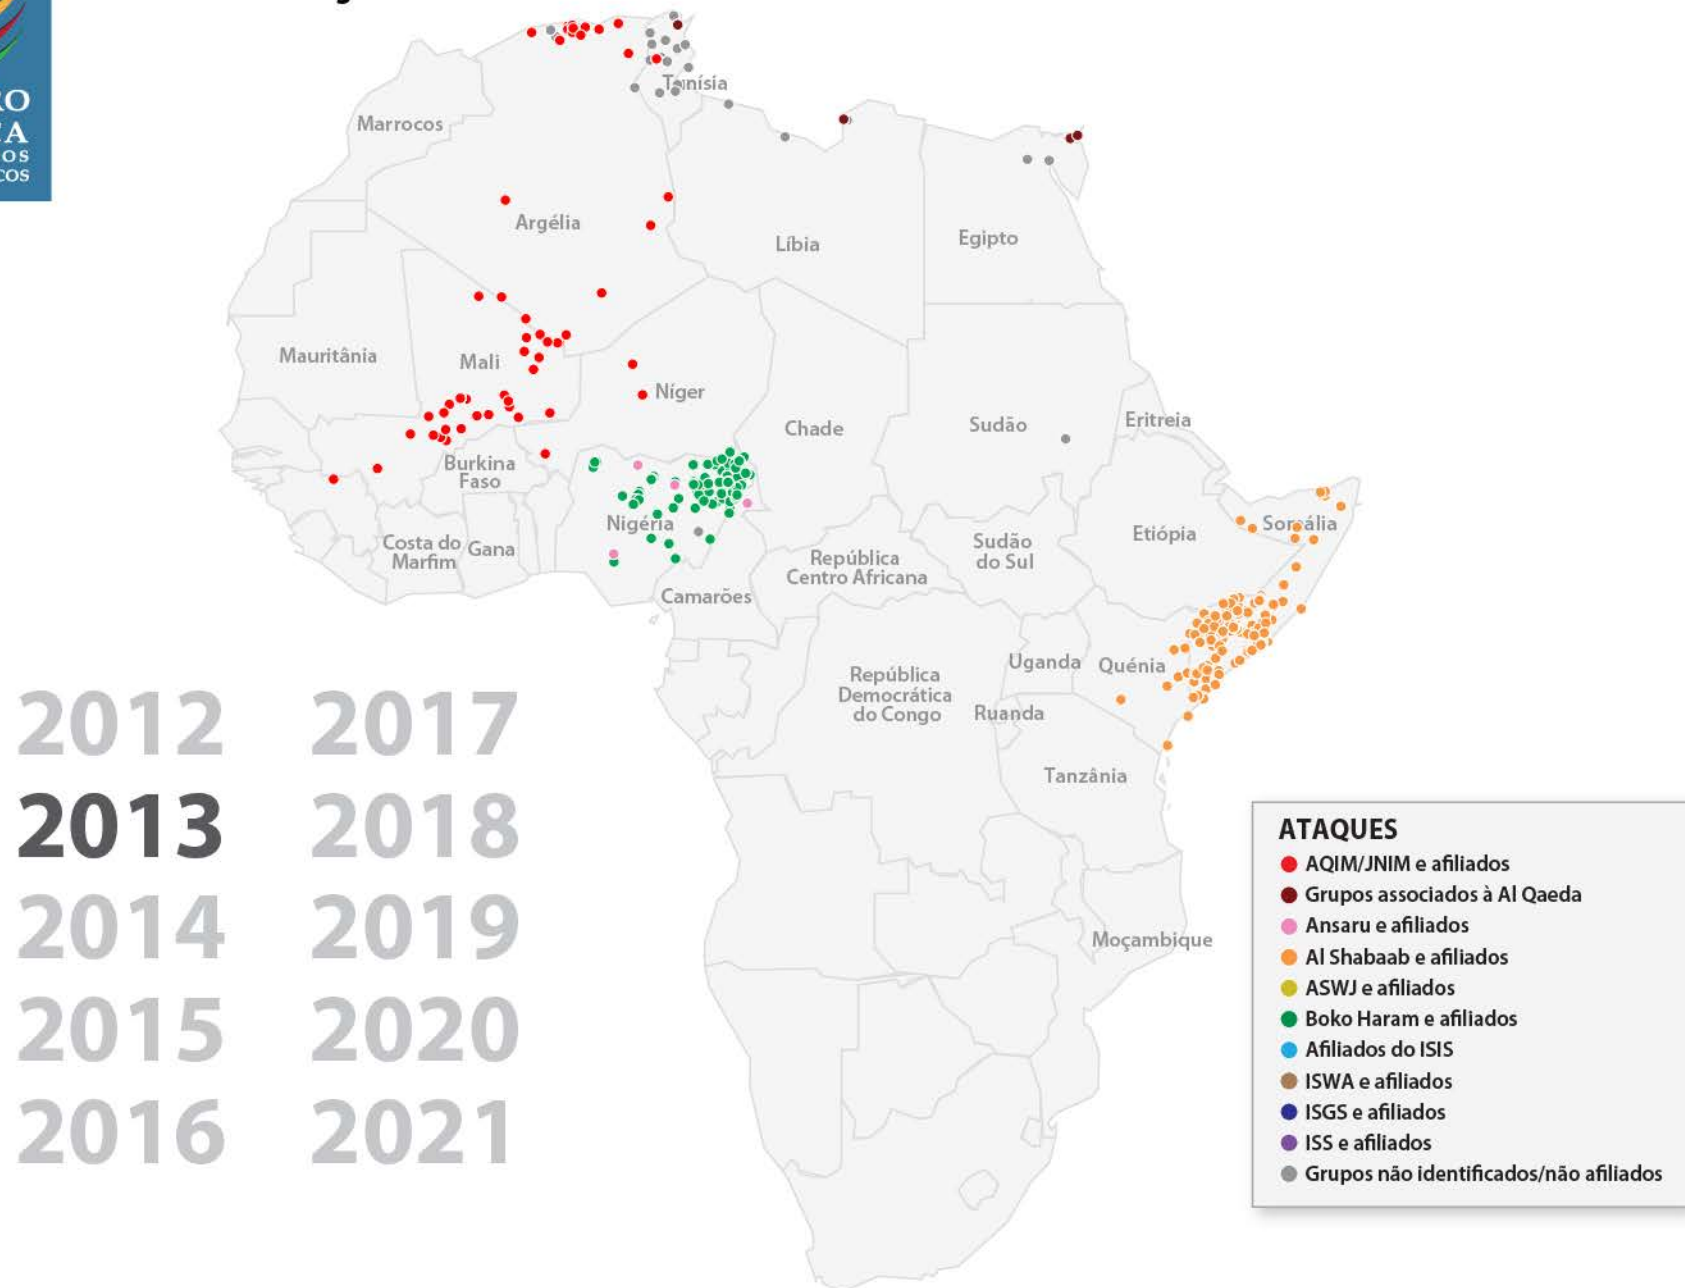 RO
CA
OS
COS
Tunísia
Marrocos
Argélia
Líbia
Egipto
Mauritânia
Mali
Níger
Chade
Sudão
Eritreia
Burkina
Faso
Nigéria
Somália
Etiópia
Costa do
Marfim
Gana
Sudão
do Sul
República
Centro Africana
Camarões
Uganda
Quénia
República
Democrática
do Congo
Ruanda
Tanzânia
Moçambique
2012 2017
2013 2018
2014 2019
2015 2020
2016 2021
ATAQUES
AQIM/JNIM e afiliados
Grupos associados à Al Qaeda
Ansaru e afiliados
Al Shabaab e afiliados
ASWJ e afiliados
Boko Haram e afiliados
Afiliados do ISIS
ISWA e afiliados
ISGS e afiliados
ISS e afiliados
Grupos não identificados/não afiliados